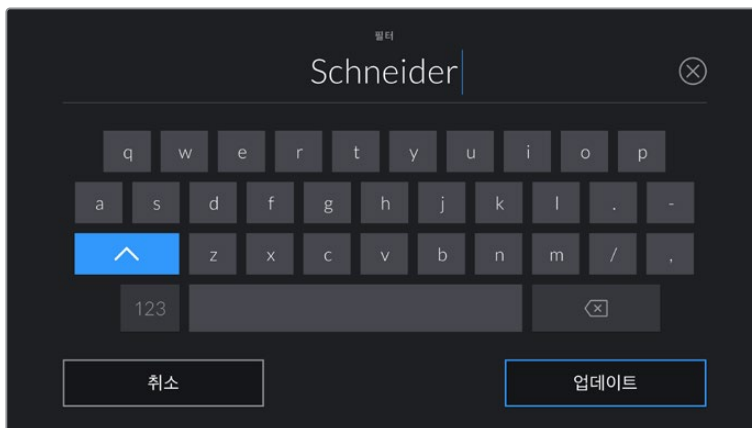 필터
Schneider
q w e r t y u i o p
a s d f g h j k l . -
z x c v b n m / ,
123
취소 업데이트